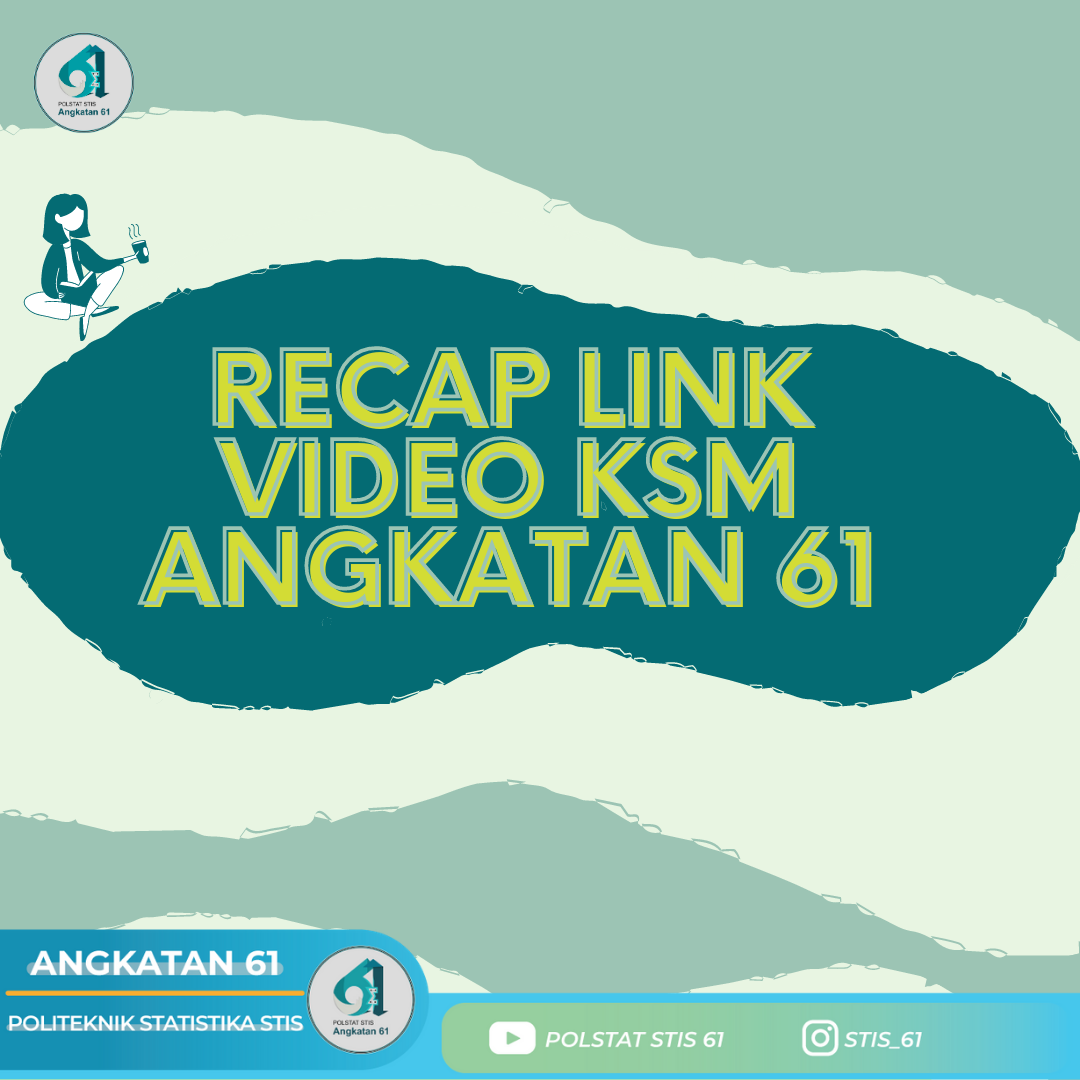 POLSTAT STIS
Angkatan 61
RECAP LINK
VIDEO KSM
ANGKATAN 61
ANGKATAN 61
POLITEKNIK STATISTIKA STIS
POLSTAT STIS
Angkatan 61
POLSTAT STIS 61
STIS_61